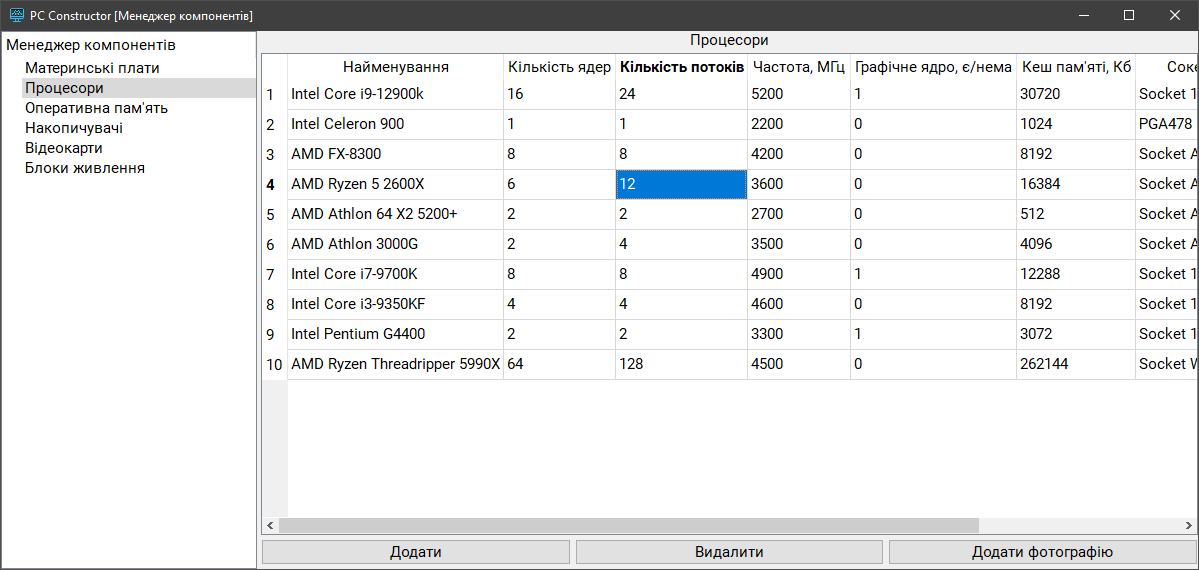 PC Constructor [Менеджер компонентів]
Менеджер компонентів
Материнські плати
Процесори
Оперативна пам'ять
Накопичувачі
Відеокарти
Блоки живлення
Процесори
Найменування Кількість ядер Кількість потоків Частота, МГц Графічне ядро, є/нема Кеш пам'яті, Кб Соке
1 Intel Core i9-12900k 16 24 5200 1 30720 Socket 1
2 Intel Celeron 900 1 1 2200 0 1024 PGA478
3 AMD FX-8300 8 8 4200 0 8192 Socket A
4 AMD Ryzen 5 2600X 6 12 3600 0 16384 Socket A
5 AMD Athlon 64 X2 5200+ 2 2 2700 0 512 Socket A
6 AMD Athlon 3000G 2 4 3500 0 4096 Socket A
7 Intel Core i7-9700K 8 8 4900 1 12288 Socket 1
8 Intel Core i3-9350KF 4 4 4600 0 8192 Socket 1
9 Intel Pentium G4400 2 2 3300 1 3072 Socket 1
10 AMD Ryzen Threadripper 5990X 64 128 4500 0 262144 Socket W
Додати Видалити Додати фотографію